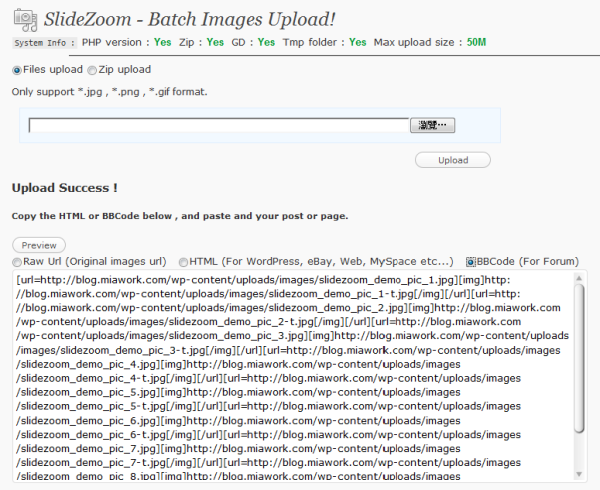 SlideZoom - Batch Images Upload!
System Info : PHP version : Yes Zip : Yes GD : Yes Tmp folder : Yes Max upload size : 50M
Files upload Zip upload
Only support *.jpg , *.png , *.gif format.
瀏覽…
Upload
Upload Success !
Copy the HTML or BBCode below , and paste and your post or page.
Preview
Raw Url (Original images url) HTML (For WordPress, eBay, Web, MySpace etc...) BBCode (For Forum)
[url=http://blog.miawork.com/wp-content/uploads/images/slidezoom_demo_pic_1.jpg][img]http:
//blog.miawork.com/wp-content/uploads/images/slidezoom_demo_pic_1-t.jpg[/img][/url][url=http:
//blog.miawork.com/wp-content/uploads/images/slidezoom_demo_pic_2.jpg][img]http://blog.miawork.com
/wp-content/uploads/images/slidezoom_demo_pic_2-t.jpg[/img][/url][url=http://blog.miawork.com
/wp-content/uploads/images/slidezoom_demo_pic_3.jpg][img]http://blog.miawork.com/wp-content/uploads
/images/slidezoom_demo_pic_3-t.jpg[/img][/url][url=http://blog.miawork.com/wp-content/uploads/images
/slidezoom_demo_pic_4.jpg][img]http://blog.miawork.com/wp-content/uploads/images
/slidezoom_demo_pic_4-t.jpg[/img][/url][url=http://blog.miawork.com/wp-content/uploads/images
/slidezoom_demo_pic_5.jpg][img]http://blog.miawork.com/wp-content/uploads/images
/slidezoom_demo_pic_5-t.jpg[/img][/url][url=http://blog.miawork.com/wp-content/uploads/images
/slidezoom_demo_pic_6.jpg][img]http://blog.miawork.com/wp-content/uploads/images
/slidezoom_demo_pic_6-t.jpg[/img][/url][url=http://blog.miawork.com/wp-content/uploads/images
/slidezoom_demo_pic_7.jpg][img]http://blog.miawork.com/wp-content/uploads/images
/slidezoom_demo_pic_7-t.jpg[/img][/url][url=http://blog.miawork.com/wp-content/uploads/images
/slidezoom_demo_pic_8.jpg][img]http://blog.miawork.com/wp-content/uploads/images